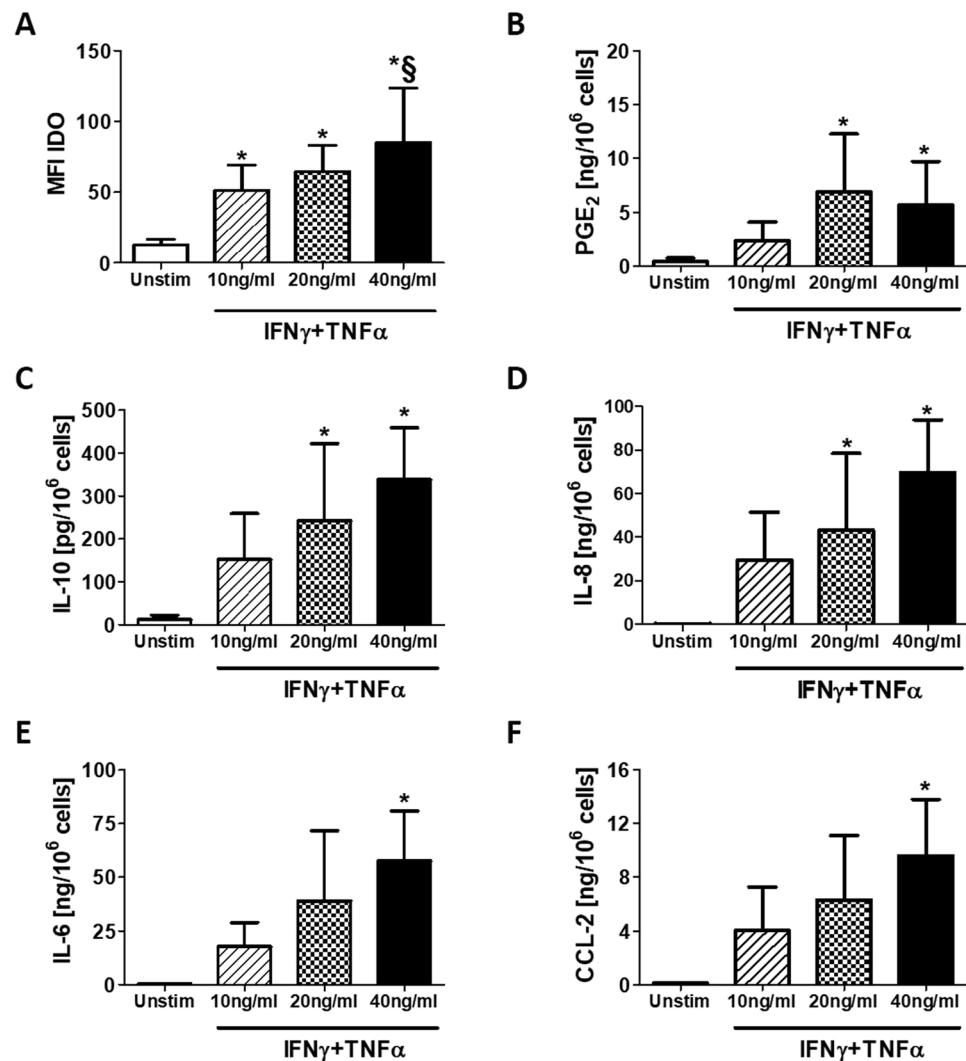 A
MFI IDO
150
100
50
0
*
*
*§
Unstim
10ng/ml
20ng/ml
40ng/ml
IFNγ+TNFα
B
PGE₂ [ng/10⁶ cells]
20
15
10
5
0
*
*
Unstim
10ng/ml
20ng/ml
40ng/ml
IFNγ+TNFα
C
IL-10 [pg/10⁶ cells]
500
400
300
200
100
0
*
*
Unstim
10ng/ml
20ng/ml
40ng/ml
IFNγ+TNFα
D
IL-8 [ng/10⁶ cells]
100
80
60
40
20
0
*
*
Unstim
10ng/ml
20ng/ml
40ng/ml
IFNγ+TNFα
E
IL-6 [ng/10⁶ cells]
100
75
50
25
0
*
Unstim
10ng/ml
20ng/ml
40ng/ml
IFNγ+TNFα
F
CCL-2 [ng/10⁶ cells]
16
12
8
4
0
*
Unstim
10ng/ml
20ng/ml
40ng/ml
IFNγ+TNFα